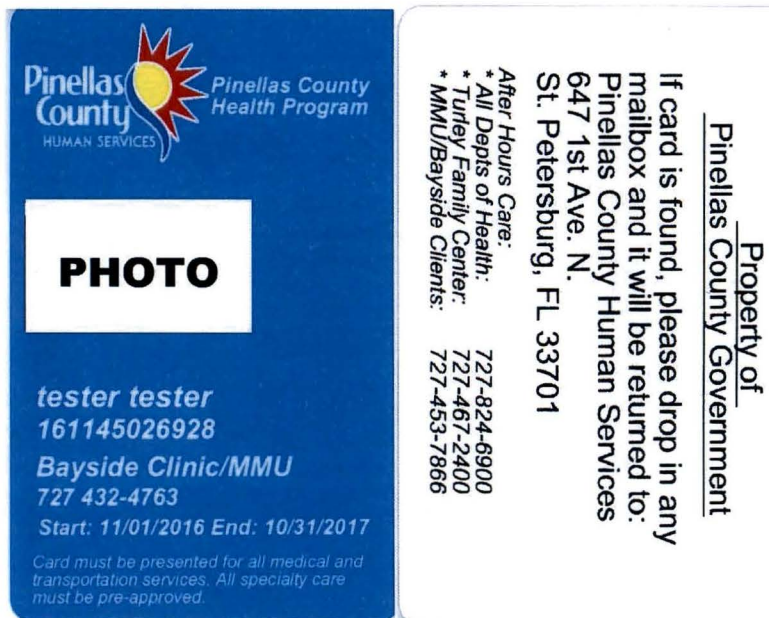 Pinellas County
HUMAN SERVICES
Pinellas County
Health Program
PHOTO
tester tester
161145026928
Bayside Clinic/MMU
727 432-4763
Start: 11/01/2016 End: 10/31/2017
Card must be presented for all medical and
transportation services. All specialty care
must be pre-approved.
Property of
Pinellas County Government
If card is found, please drop in any
mailbox and it will be returned to:
Pinellas County Human Services
647 1st Ave. N.
St. Petersburg, FL 33701
After Hours Care:
* All Depts of Health: 727-824-6900
* Turley Family Center: 727-467-2400
* MMU/Bayside Clients: 727-453-7866